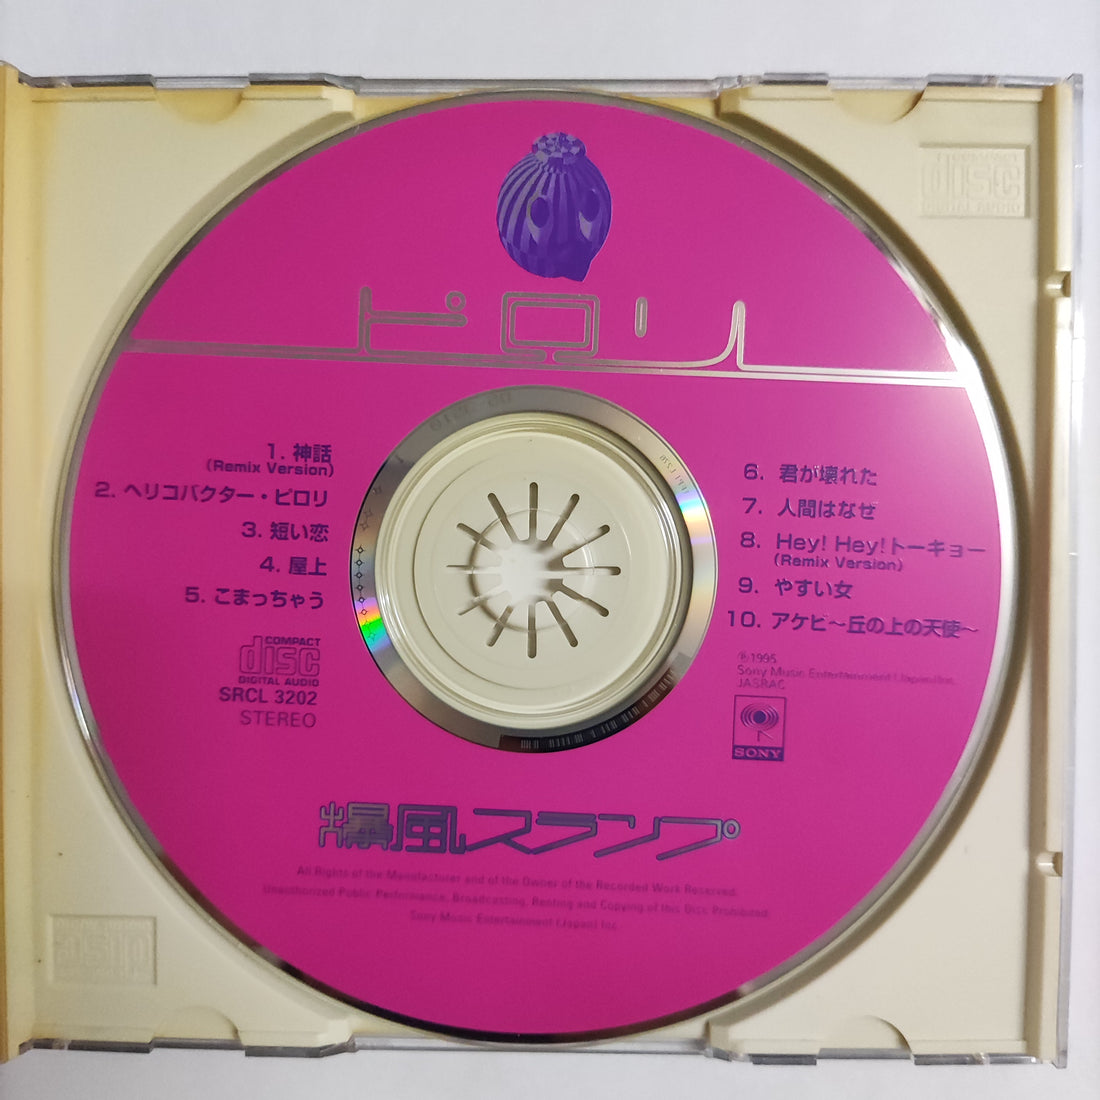 ピロリ
1. 神話
(Remix Version)
2. ヘリコバクター・ピロリ
3. 短い恋
4. 屋上
5. こまっちゃう
COMPACT
disc
DIGITAL AUDIO
SRCL 3202
STEREO
6. 君が壊れた
7. 人間はなぜ
8. Hey! Hey!トーキョー
(Remix Version)
9. やすい女
10. アケビ～丘の上の天使～
℗1995
Sony Music Entertainment (Japan) Inc.
JASRAC
SONY
爆風スランプ
All Rights of the Manufacturer and of the Owner of the Recorded Work Reserved.
Unauthorized Public Performance, Broadcasting, Renting and Copying of this Disc Prohibited.
Sony Music Entertainment (Japan) Inc.
COMPACT
disc
DIGITAL AUDIO